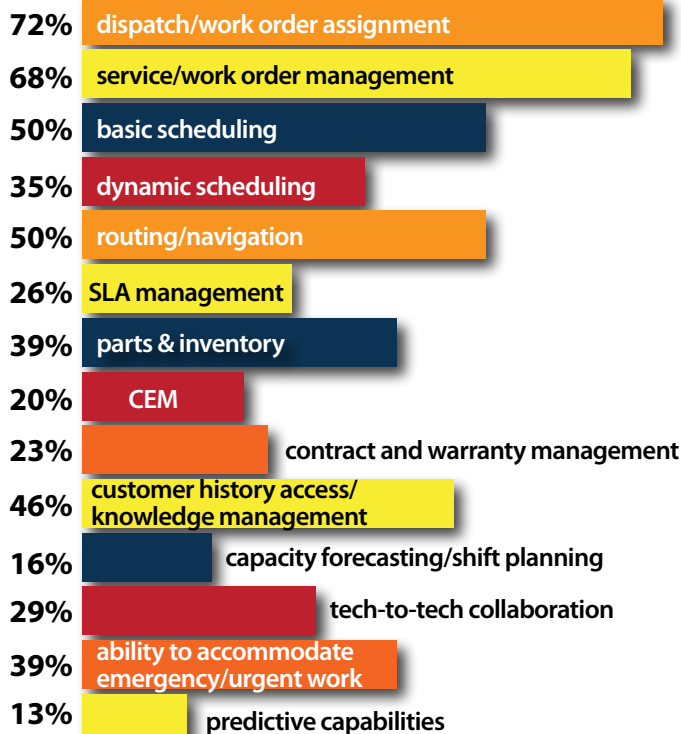 72% dispatch/work order assignment
68% service/work order management
50% basic scheduling
35% dynamic scheduling
50% routing/navigation
26% SLA management
39% parts & inventory
20% CEM
23% contract and warranty management
46% customer history access/
knowledge management
16% capacity forecasting/shift planning
29% tech-to-tech collaboration
39% ability to accommodate
emergency/urgent work
13% predictive capabilities